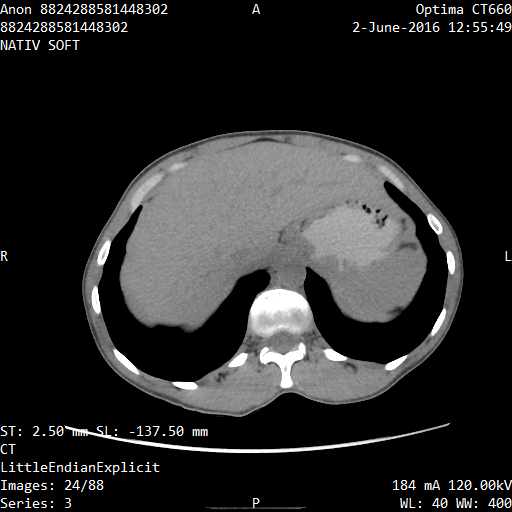 Anon 8824288581448302 A Optima CT660
8824288581448302 2-June-2016 12:55:49
NATIV SOFT
R L
ST: 2.50 mm SL: -137.50 mm
CT
LittleEndianExplicit
Images: 24/88 184 mA 120.00kV
Series: 3 P WL: 40 WW: 400